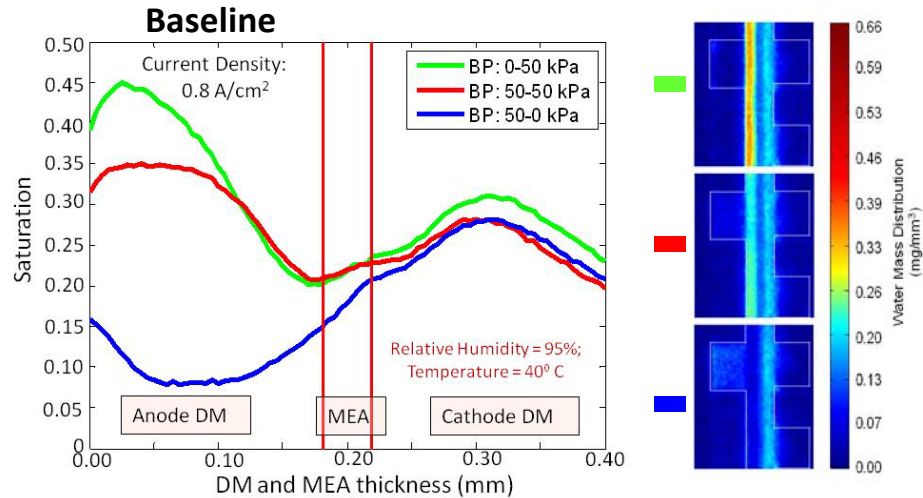 Baseline
0.50
0.45
0.40
0.35
0.30
0.25
0.20
0.15
0.10
0.05
0
Saturation
Current Density:
0.8 A/cm²
BP: 0-50 kPa
BP: 50-50 kPa
BP: 50-0 kPa
Relative Humidity = 95%;
Temperature = 40⁰ C
Anode DM
MEA
Cathode DM
0.00
0.10
0.20
0.30
0.40
DM and MEA thickness (mm)
0.66
0.59
0.53
0.46
0.39
0.33
0.26
0.20
0.13
0.07
0.00
Water Mass Distribution
(mg/mm³)